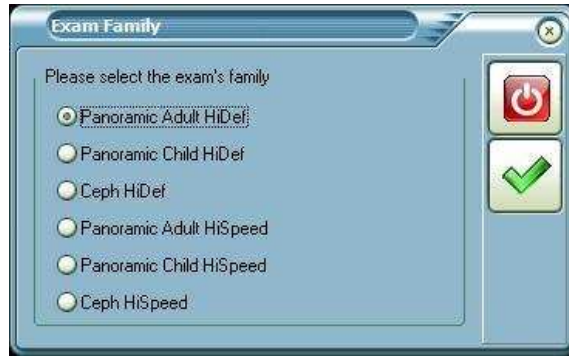 Exam Family
Please select the exam's family
Panoramic Adult HiDef
Panoramic Child HiDef
Ceph HiDef
Panoramic Adult HiSpeed
Panoramic Child HiSpeed
Ceph HiSpeed